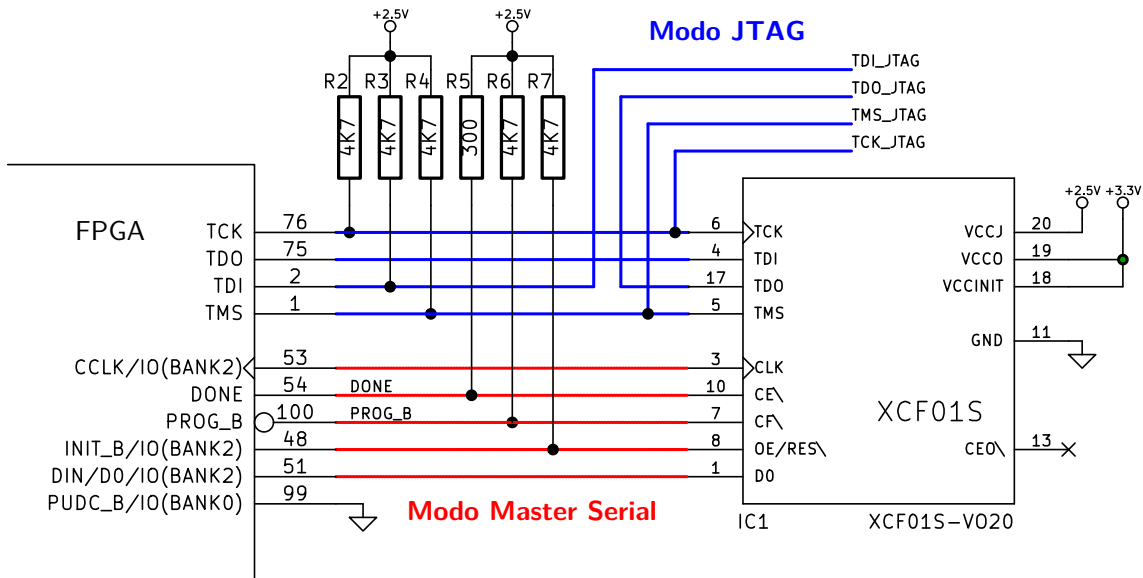 +2.5V
+2.5V
Modo JTAG
TDI_JTAG
TDO_JTAG
TMS_JTAG
TCK_JTAG
R2 R3 R4 R5 R6 R7
4K7 4K7 4K7 300 4K7 4K7
+2.5V +3.3V
FPGA
TCK 76
TDO 75
TDI 2
TMS 1
CCLK/IO(BANK2) 53
DONE 54 DONE
PROG_B 100 PROG_B
INIT_B/IO(BANK2) 48
DIN/D0/IO(BANK2) 51
PUDC_B/IO(BANK0) 99
Modo Master Serial
6 TCK
4 TDI
17 TDO
5 TMS
3 CLK
10 CE\
7 CF\
8 OE/RES\
1 D0
VCCJ 20
VCCO 19
VCCINIT 18
GND 11
XCF01S
CEO\ 13
IC1
XCF01S-VO20